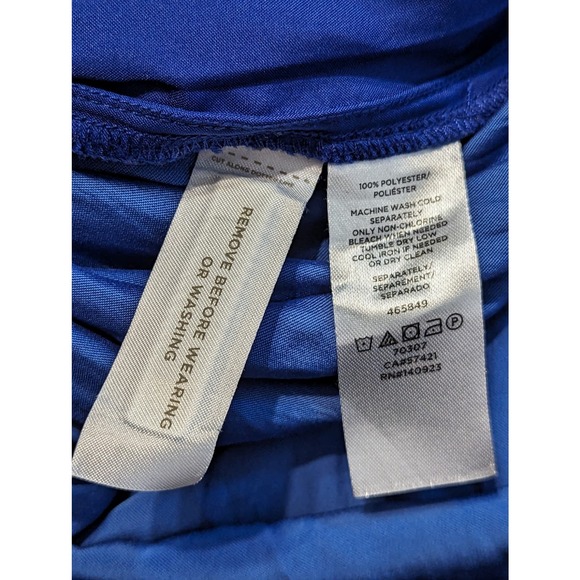 CUT ALONG DOTTED LINE
REMOVE BEFORE WEARING
OR WASHING
100% POLYESTER/
POLIÉSTER
MACHINE WASH COLD
SEPARATELY
ONLY NON-CHLORINE
BLEACH WHEN NEEDED
TUMBLE DRY LOW
COOL IRON IF NEEDED
OR DRY CLEAN
SEPARATELY/
SEPAREMENT/
SEPARADO
465849
70307
CA#57421
RN#140923